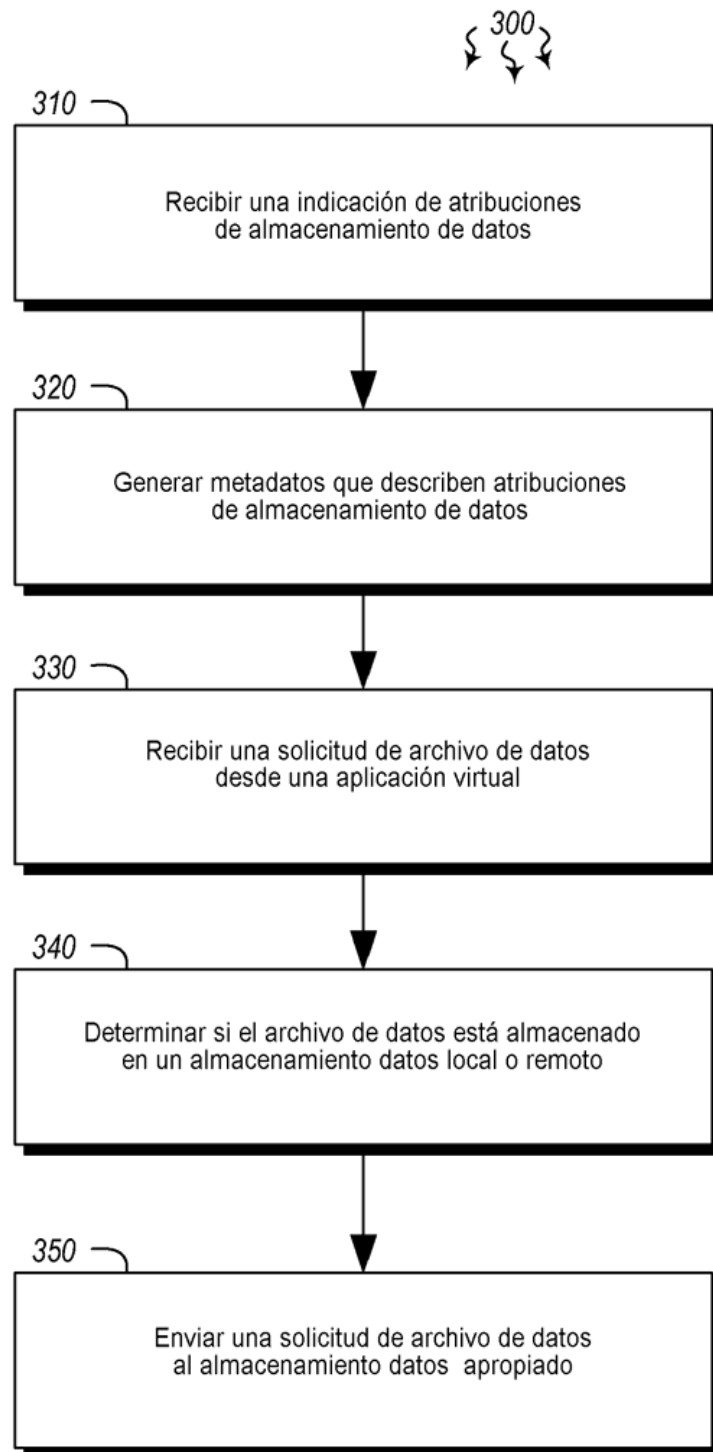 300
310
Recibir una indicación de atribuciones
de almacenamiento de datos
320
Generar metadatos que describen atribuciones
de almacenamiento de datos
330
Recibir una solicitud de archivo de datos
desde una aplicación virtual
340
Determinar si el archivo de datos está almacenado
en un almacenamiento datos local o remoto
350
Enviar una solicitud de archivo de datos
al almacenamiento datos apropiado